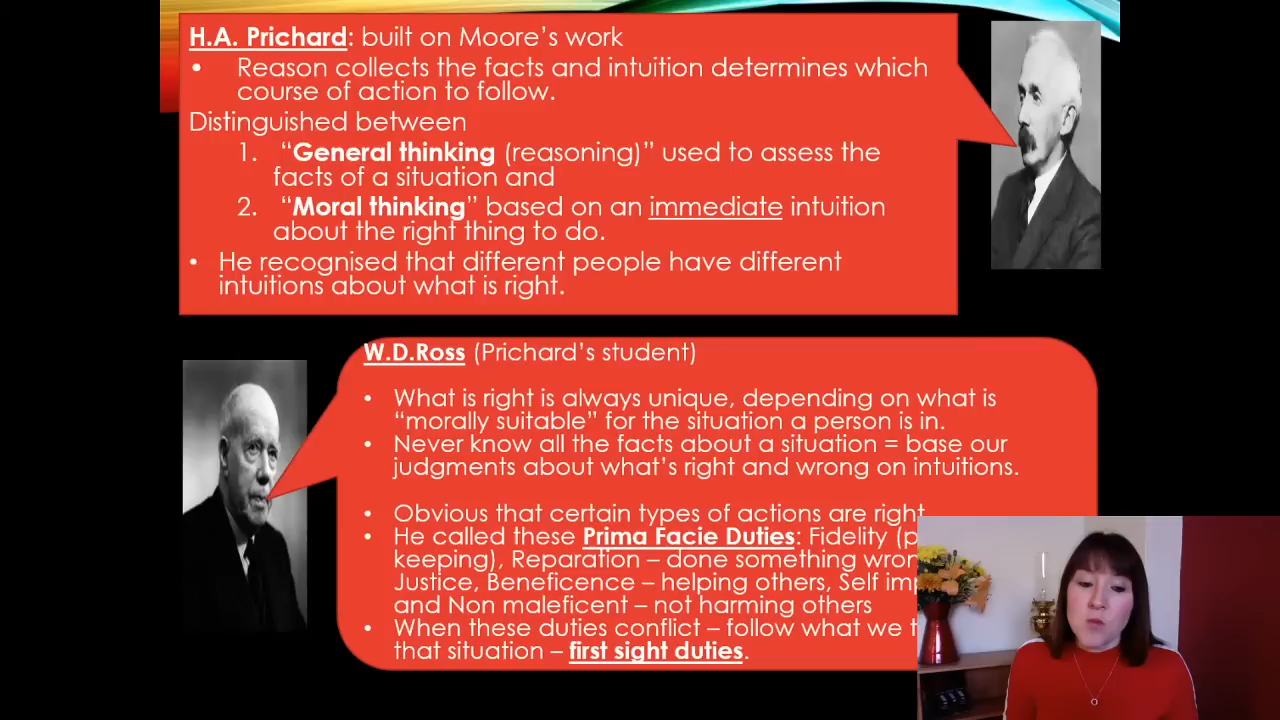 H.A. Prichard: built on Moore's work
• Reason collects the facts and intuition determines which
course of action to follow.
Distinguished between
1. "General thinking (reasoning)" used to assess the
facts of a situation and
2. "Moral thinking" based on an immediate intuition
about the right thing to do.
• He recognised that different people have different
intuitions about what is right.
W.D.Ross (Prichard's student)
• What is right is always unique, depending on what is
"morally suitable" for the situation a person is in.
• Never know all the facts about a situation = base our
judgments about what's right and wrong on intuitions.
• Obvious that certain types of actions are right
• He called these Prima Facie Duties: Fidelity
keeping), Reparation – done something
Justice, Beneficence – helping others, Self
and Non maleficent – not harming others
• When these duties conflict – follow what we
that situation – first sight duties.